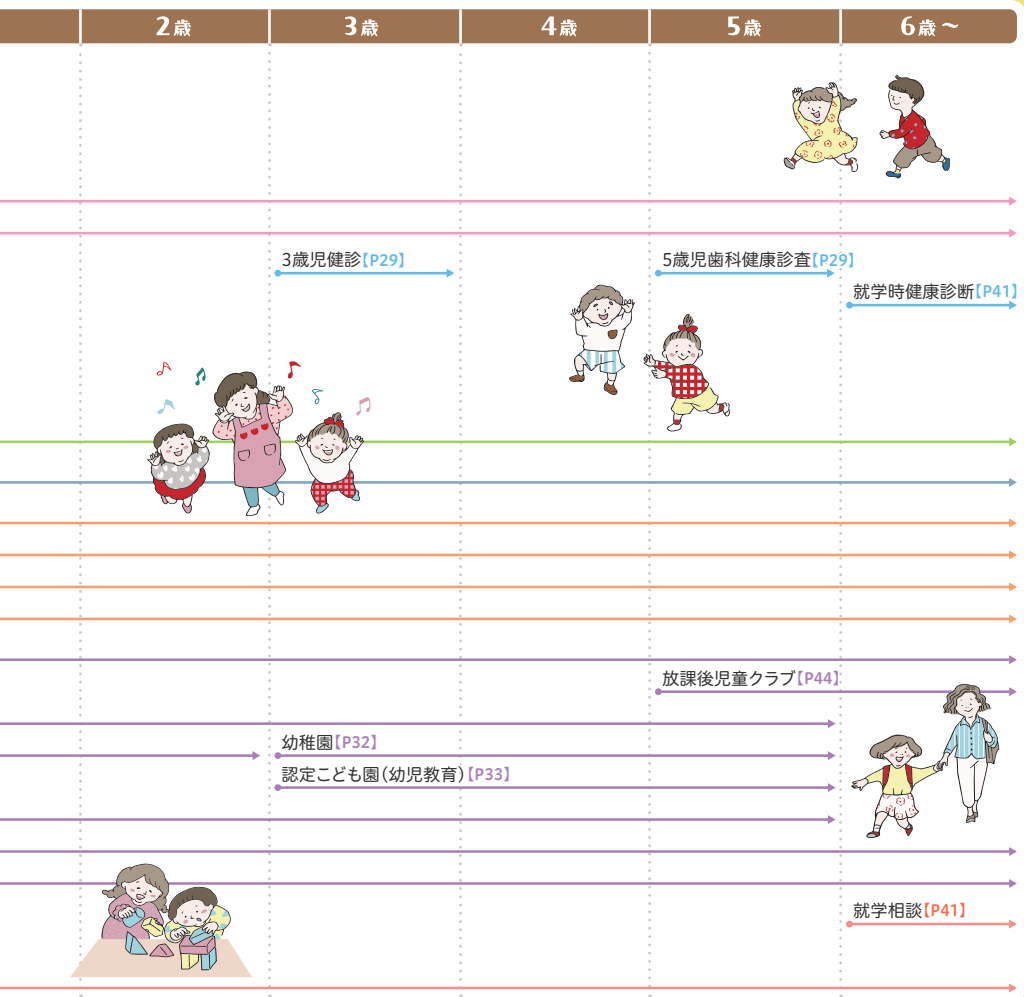 2歳 3歳 4歳 5歳 6歳～
3歳児健診【P29】
5歳児歯科健康診査【P29】
就学時健康診断【P41】
放課後児童クラブ【P44】
幼稚園【P32】
認定こども園（幼児教育）【P33】
就学相談【P41】